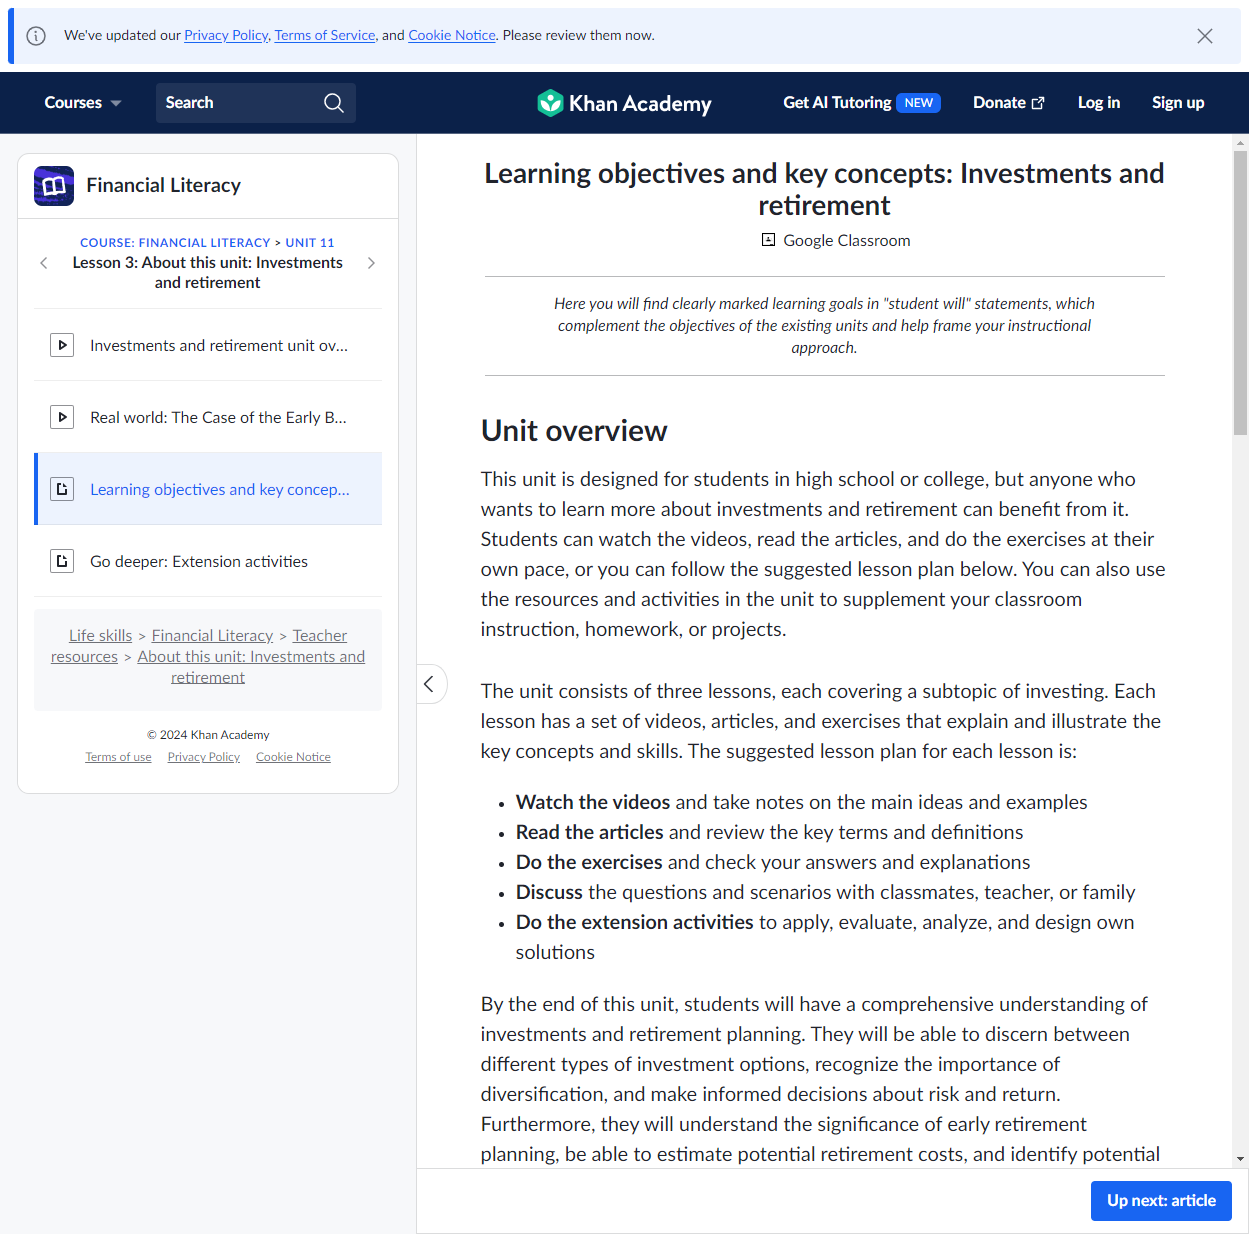 We've updated our Privacy Policy, Terms of Service, and Cookie Notice. Please review them now.
Courses
Search
Khan Academy
Get AI Tutoring NEW
Donate
Log in
Sign up
Financial Literacy
COURSE: FINANCIAL LITERACY > UNIT 11
Lesson 3: About this unit: Investments
and retirement
Investments and retirement unit ov...
Real world: The Case of the Early B...
Learning objectives and key concep...
Go deeper: Extension activities
Life skills > Financial Literacy > Teacher
resources > About this unit: Investments and
retirement
© 2024 Khan Academy
Terms of use Privacy Policy Cookie Notice
Learning objectives and key concepts: Investments and
retirement
Google Classroom
Here you will find clearly marked learning goals in "student will" statements, which
complement the objectives of the existing units and help frame your instructional
approach.
Unit overview
This unit is designed for students in high school or college, but anyone who
wants to learn more about investments and retirement can benefit from it.
Students can watch the videos, read the articles, and do the exercises at their
own pace, or you can follow the suggested lesson plan below. You can also use
the resources and activities in the unit to supplement your classroom
instruction, homework, or projects.
The unit consists of three lessons, each covering a subtopic of investing. Each
lesson has a set of videos, articles, and exercises that explain and illustrate the
key concepts and skills. The suggested lesson plan for each lesson is:
• Watch the videos and take notes on the main ideas and examples
• Read the articles and review the key terms and definitions
• Do the exercises and check your answers and explanations
• Discuss the questions and scenarios with classmates, teacher, or family
• Do the extension activities to apply, evaluate, analyze, and design own
solutions
By the end of this unit, students will have a comprehensive understanding of
investments and retirement planning. They will be able to discern between
different types of investment options, recognize the importance of
diversification, and make informed decisions about risk and return.
Furthermore, they will understand the significance of early retirement
planning, be able to estimate potential retirement costs, and identify potential
Up next: article